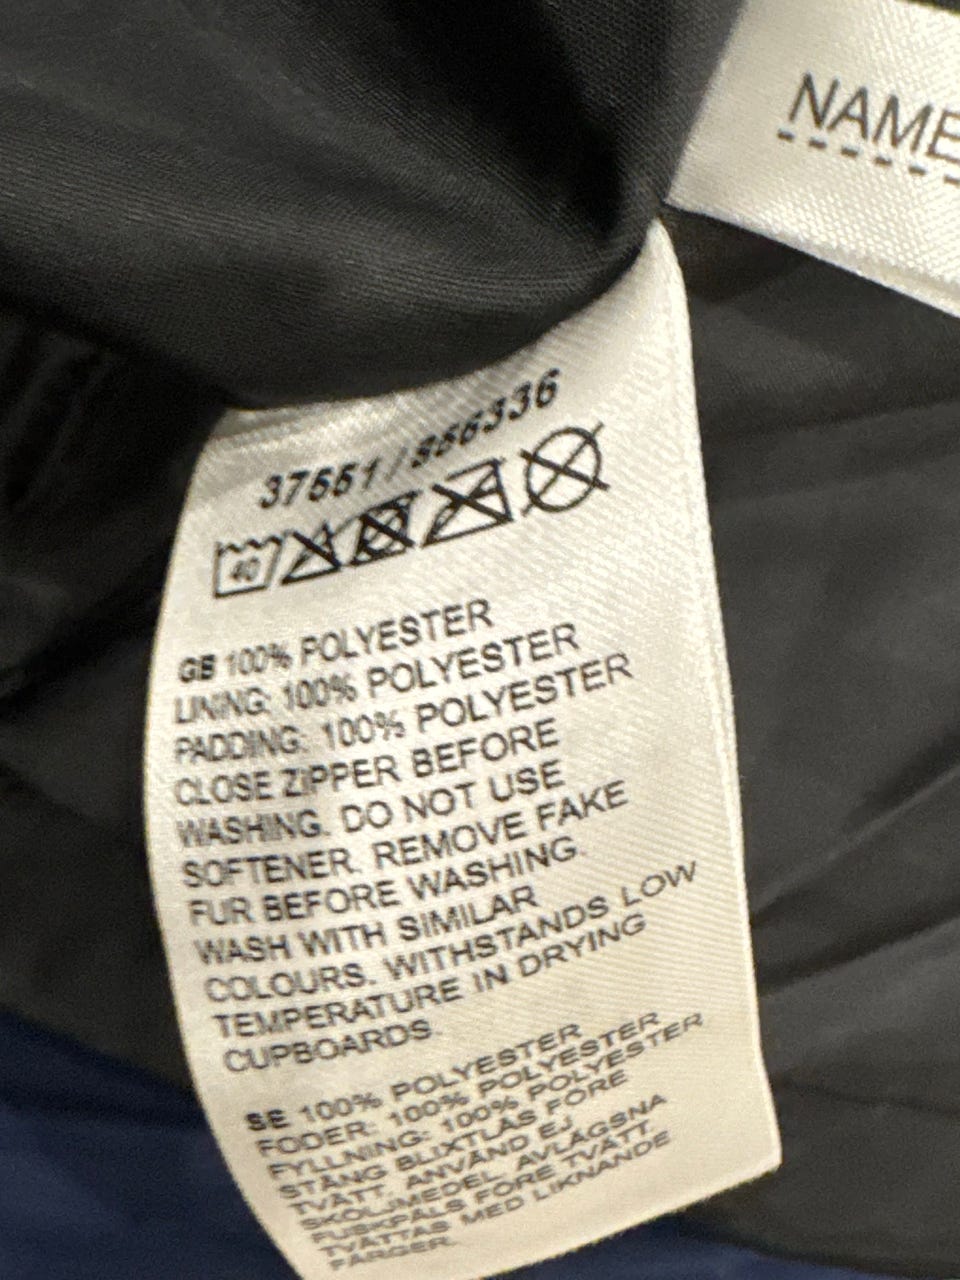 NAME
37551/356336
40
GB 100% POLYESTER
LINING: 100% POLYESTER
PADDING: 100% POLYESTER
CLOSE ZIPPER BEFORE
WASHING. DO NOT USE
SOFTENER. REMOVE FAKE
FUR BEFORE WASHING.
WASH WITH SIMILAR
COLOURS. WITHSTANDS LOW
TEMPERATURE IN DRYING
CUPBOARDS.
SE 100% POLYESTER
FODER: 100% POLYESTER
FYLLNING: 100% POLYESTER
STÄNG BLIXTLÅS FÖRE
TVÄTT. ANVÄND EJ
SKÖLJMEDEL. AVLÄGSNA
FUSKPÄLS FÖRE TVÄTT.
TVÄTTAS MED LIKNANDE
FÄRGER.